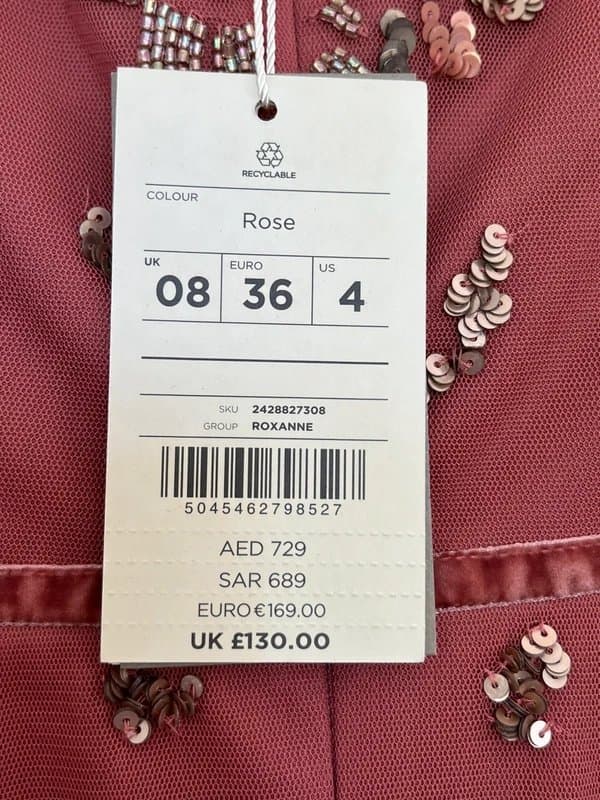 RECYCLABLE
COLOUR
Rose
UK 08 EURO 36 US 4
SKU 2428827308
GROUP ROXANNE
5045462798527
AED 729
SAR 689
EURO €169.00
UK £130.00